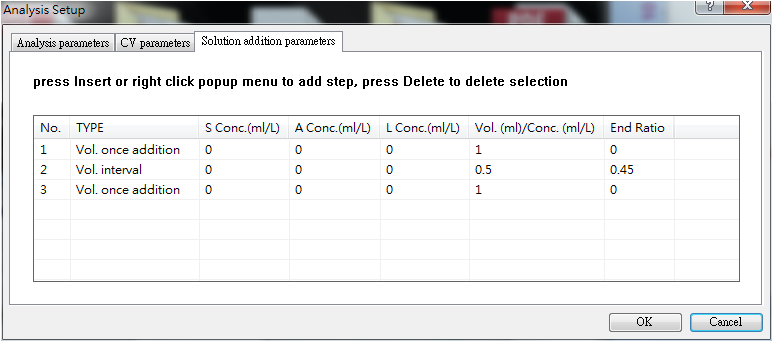 Analysis Setup
Analysis parameters CV parameters Solution addition parameters
press Insert or right click popup menu to add step, press Delete to delete selection
No. TYPE S Conc.(ml/L) A Conc.(ml/L) L Conc.(ml/L) Vol. (ml)/Conc. (ml/L) End Ratio
1 Vol. once addition 0 0 0 1 0
2 Vol. interval 0 0 0 0.5 0.45
3 Vol. once addition 0 0 0 1 0
OK Cancel